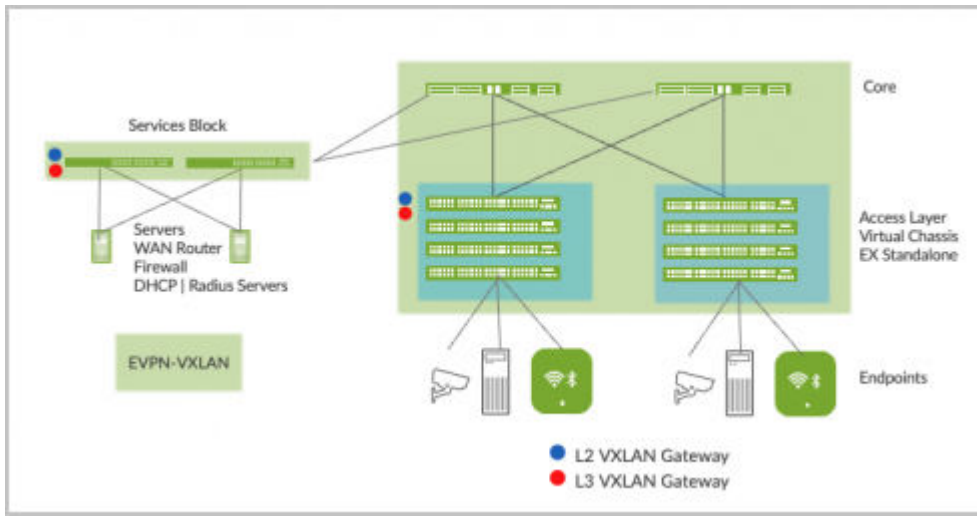 Core
Services Block
Servers
WAN Router
Firewall
DHCP | Radius Servers
Access Layer
Virtual Chassis
EX Standalone
EVPN-VXLAN
Endpoints
L2 VXLAN Gateway
L3 VXLAN Gateway